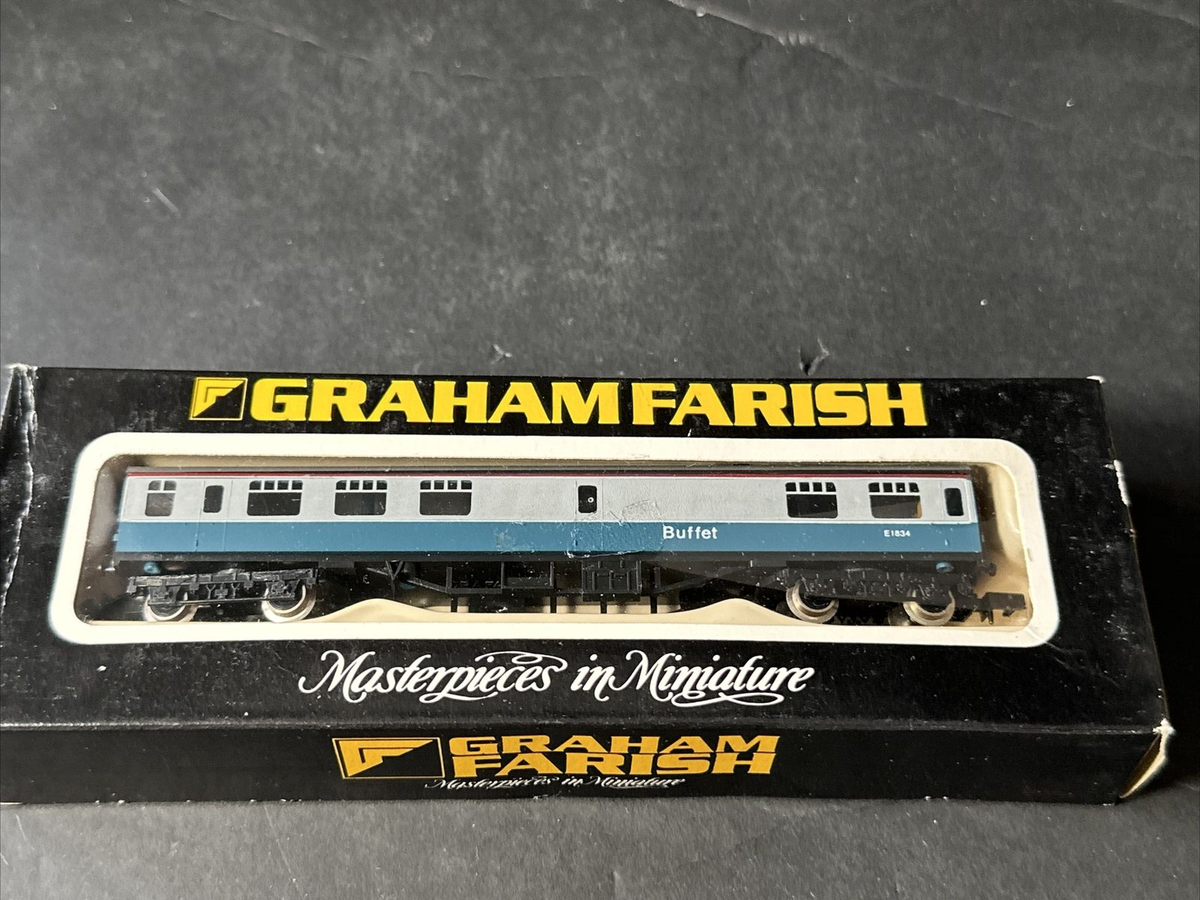 GRAHAM FARISH
Buffet
E1834
Masterpieces in Miniature
GRAHAM
FARISH
Masterpieces in Miniature